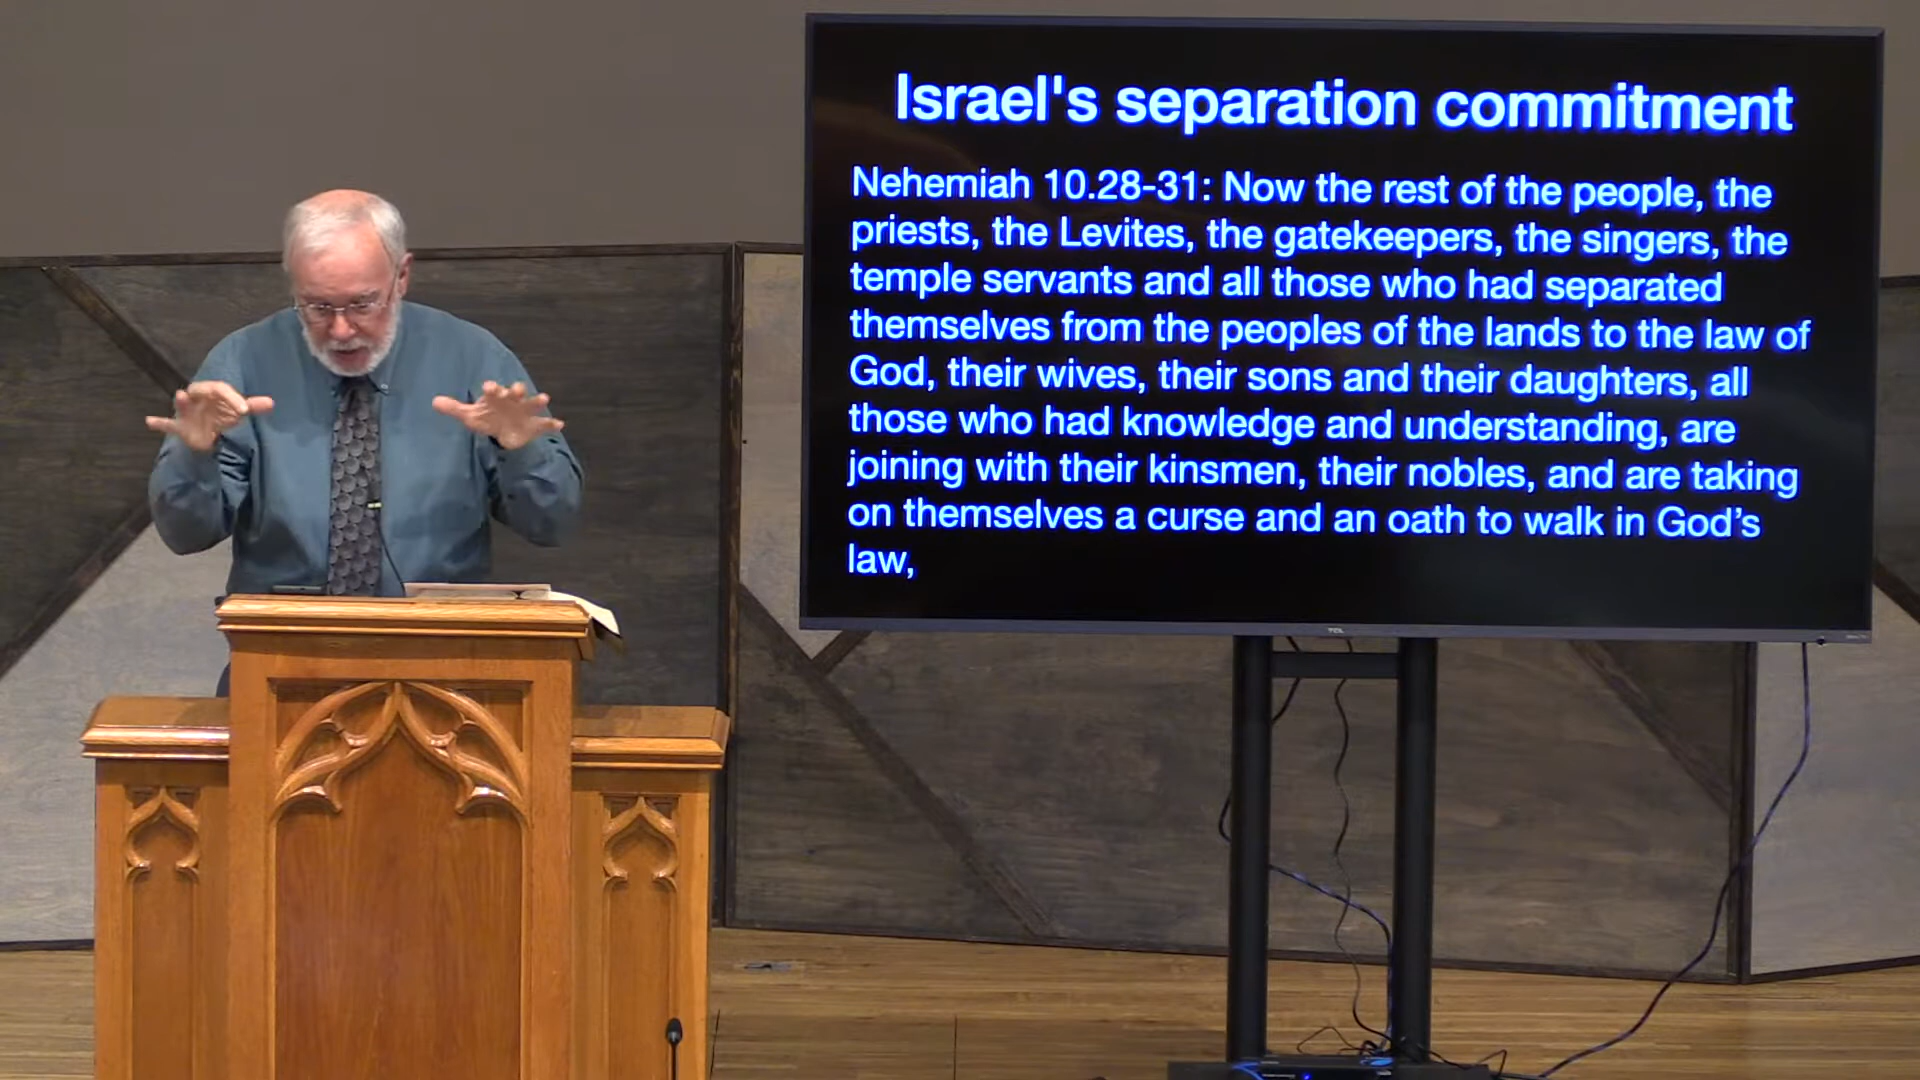 Israel's separation commitment
Nehemiah 10.28-31: Now the rest of the people, the
priests, the Levites, the gatekeepers, the singers, the
temple servants and all those who had separated
themselves from the peoples of the lands to the law of
God, their wives, their sons and their daughters, all
those who had knowledge and understanding, are
joining with their kinsmen, their nobles, and are taking
on themselves a curse and an oath to walk in God’s
law,
TCL